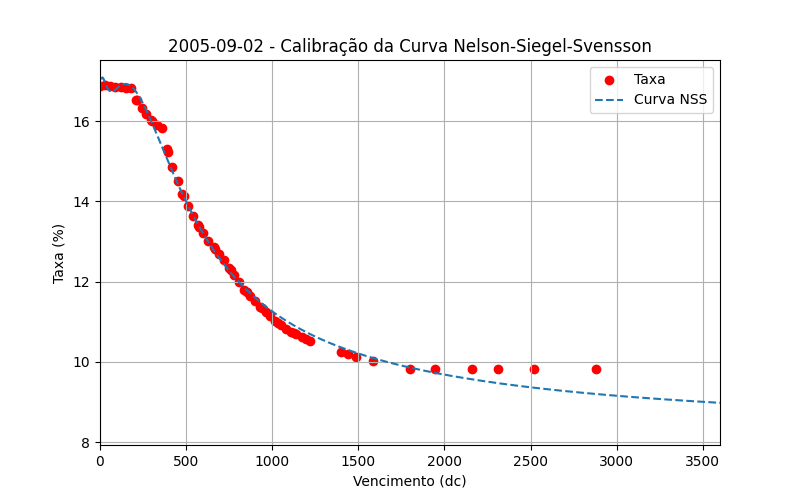 2005-09-02 - Calibração da Curva Nelson-Siegel-Svensson
Taxa
Curva NSS
Taxa (%)
16
14
12
10
8
0 500 1000 1500 2000 2500 3000 3500
Vencimento (dc)